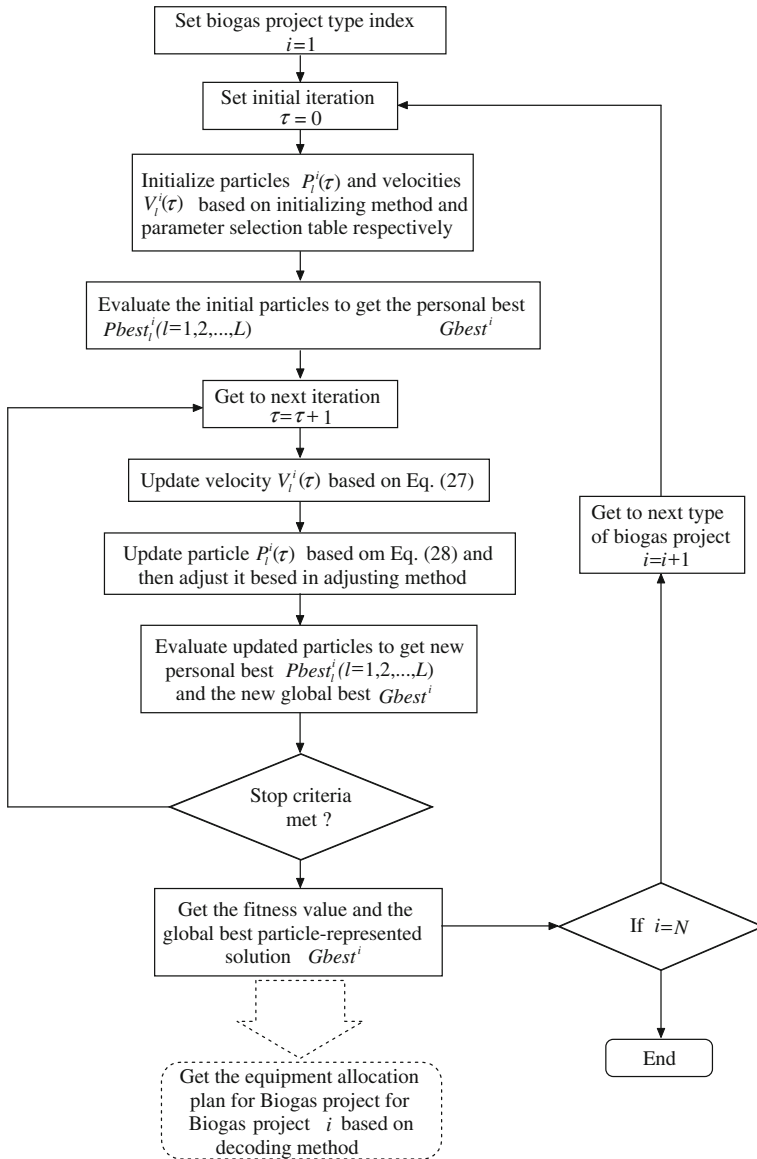 Set biogas project type index
i=1
Set initial iteration
τ = 0
Initialize particles P_l^i(τ) and velocities
V_l^i(τ) based on initializing method and
parameter selection table respectively
Evaluate the initial particles to get the personal best
Pbest_l^i(l=1,2,...,L) Gbest^i
Get to next iteration
τ=τ+1
Update velocity V_l^i(τ) based on Eq. (27)
Update particle P_l^i(τ) based om Eq. (28) and
then adjust it besed in adjusting method
Evaluate updated particles to get new
personal best Pbest_l^i(l=1,2,...,L)
and the new global best Gbest^i
Stop criteria
met ?
Get the fitness value and the
global best particle-represented
solution Gbest^i
Get the equipment allocation
plan for Biogas project for
Biogas project i based on
decoding method
Get to next type
of biogas project
i=i+1
If i=N
End